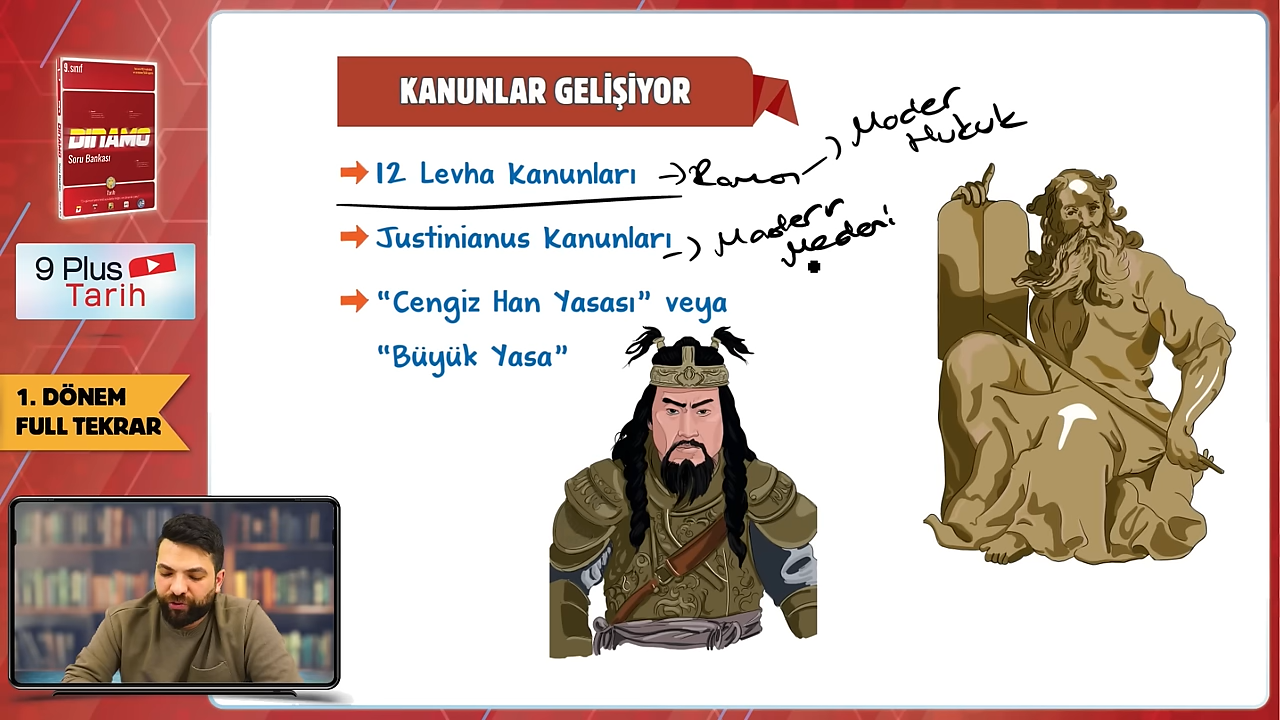 9. sınıf
DİNAMO
Soru Bankası
Tarih
9 Plus
Tarih
1. DÖNEM
FULL TEKRAR
KANUNLAR GELİŞİYOR
12 Levha Kanunları → Roma → Moder
Hukuk
Justinianus Kanunları → Modern
Medeni
“Cengiz Han Yasası” veya
“Büyük Yasa”